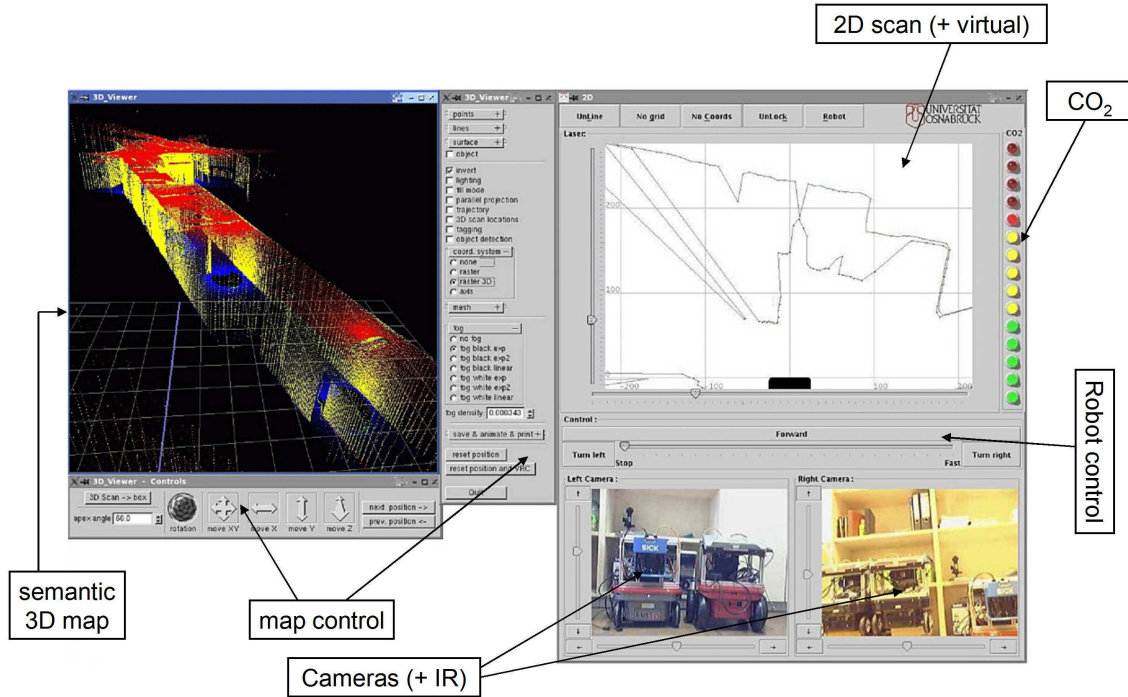 2D scan (+ virtual)
CO2
semantic
3D map
map control
Cameras (+ IR)
Robot control
3D_Viewer
3D_Viewer
points +
lines +
surface +
object
invert
lighting
fill mode
parallel projection
trajectory
3D scan locations
tagging
object detection
coord. system −
none
raster
raster 3D
axis
mesh +
fog −
no fog
fog black exp
fog black exp2
fog black linear
fog white exp
fog white exp2
fog white linear
fog density 0.000343
save & animate & print +
reset position
reset position and VRC
Quit
3D_Viewer - Controls
3D Scan -> box
apex angle 60.0
rotation
move XY
move X
move Y
move Z
next position ->
prev. position <-
2D
UnLine
No grid
No Coords
UnLock
Robot
UNIVERSITÄT
OSNABRÜCK
Laser:
CO2
200
100
-200
-100
100
200
Control :
Forward
Turn left
Stop
Fast
Turn right
Left Camera :
Right Camera :
SICK